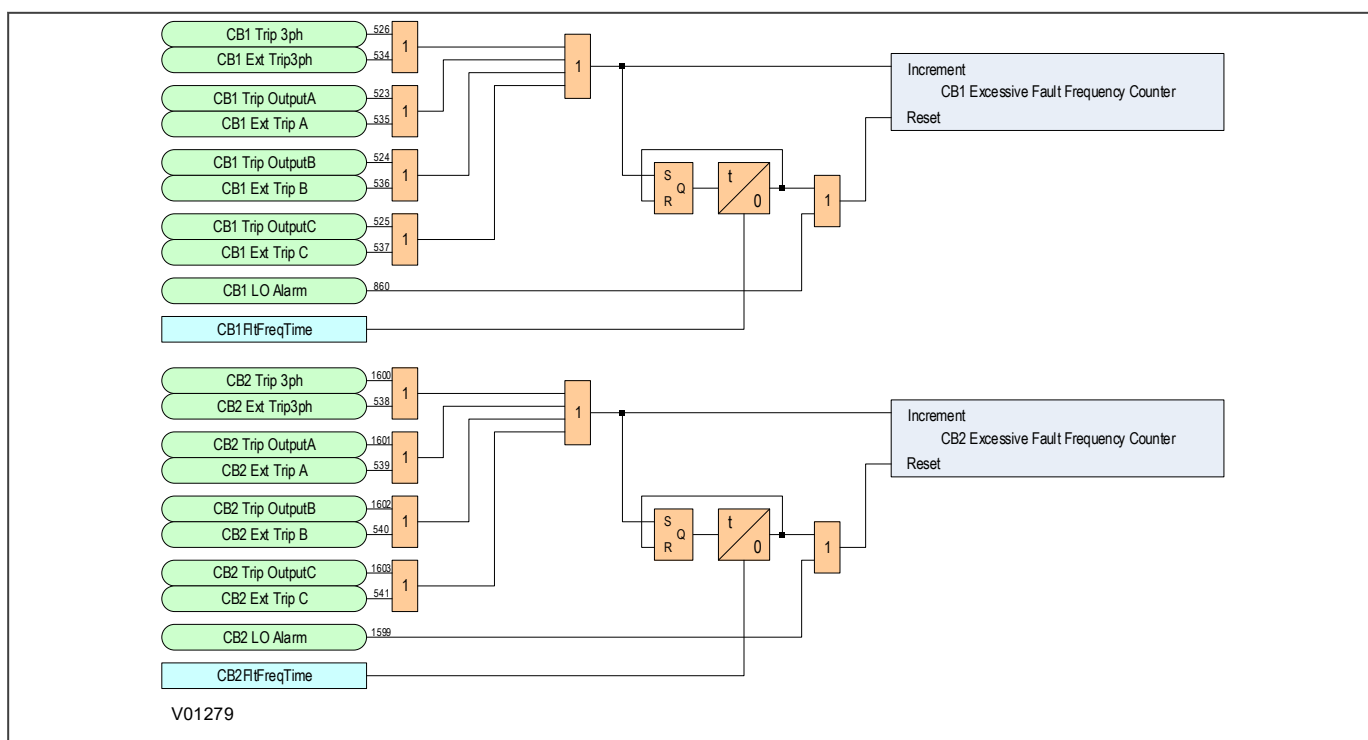 CB1 Trip 3ph 526
1
CB1 Ext Trip3ph 534
1
CB1 Trip OutputA 523
1
CB1 Ext Trip A 535
CB1 Trip OutputB 524
1
CB1 Ext Trip B 536
CB1 Trip OutputC 525
1
CB1 Ext Trip C 537
CB1 LO Alarm 860
CB1FltFreqTime
S
Q
R
t
0
1
Increment
CB1 Excessive Fault Frequency Counter
Reset
CB2 Trip 3ph 1600
1
CB2 Ext Trip3ph 538
1
CB2 Trip OutputA 1601
1
CB2 Ext Trip A 539
CB2 Trip OutputB 1602
1
CB2 Ext Trip B 540
CB2 Trip OutputC 1603
1
CB2 Ext Trip C 541
CB2 LO Alarm 1599
CB2FltFreqTime
S
Q
R
t
0
1
Increment
CB2 Excessive Fault Frequency Counter
Reset
V01279